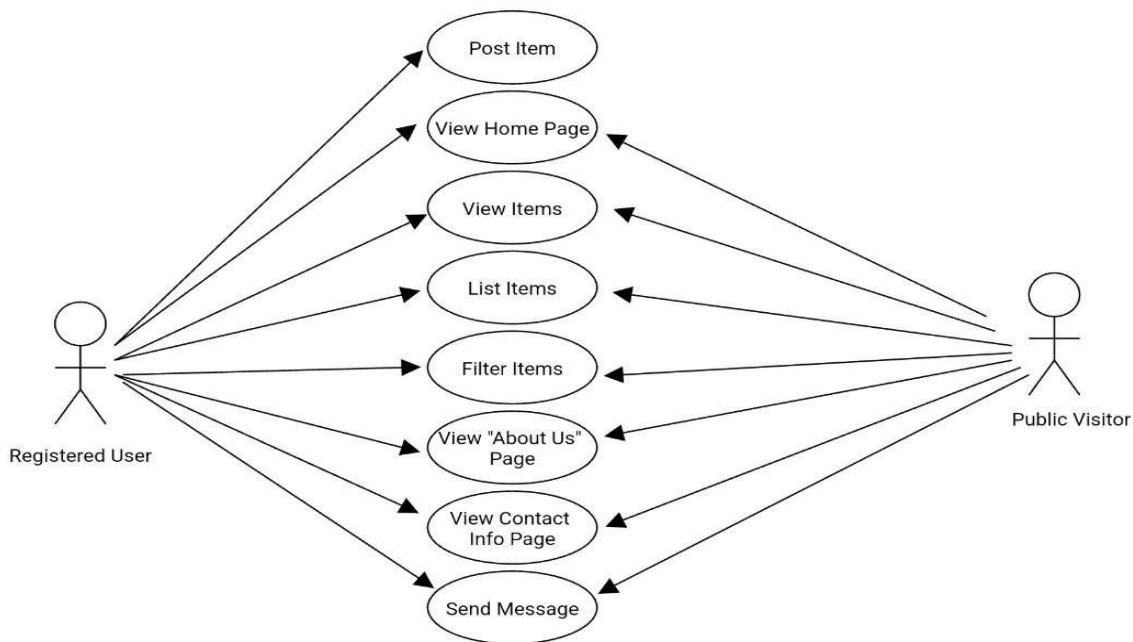 Post Item
View Home Page
View Items
List Items
Filter Items
View "About Us"
Page
View Contact
Info Page
Send Message
Registered User
Public Visitor